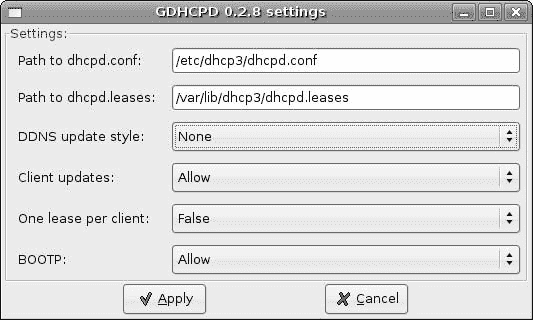 GDHCPD 0.2.8 settings
Settings:
Path to dhcpd.conf: /etc/dhcp3/dhcpd.conf
Path to dhcpd.leases: /var/lib/dhcp3/dhcpd.leases
DDNS update style: None
Client updates: Allow
One lease per client: False
BOOTP: Allow
Apply Cancel